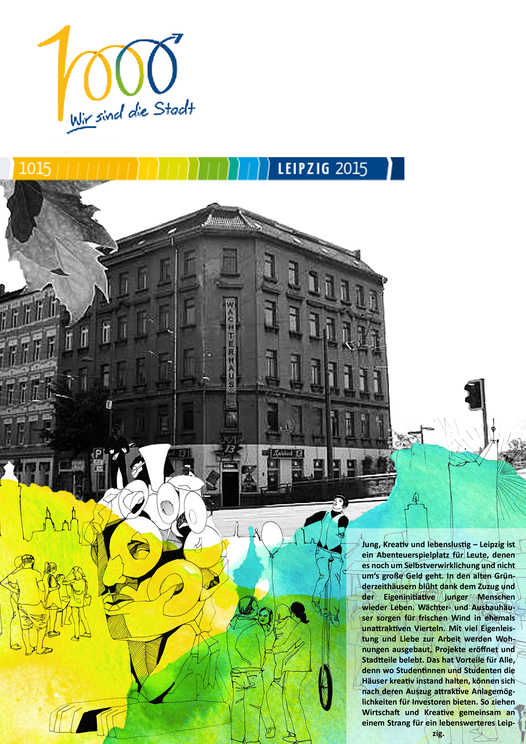 1000
Wir sind die Stadt
1015 LEIPZIG 2015
WÄCHTERHAUS
P
Jung, Kreativ und lebenslustig – Leipzig ist
ein Abenteuerspielplatz für Leute, denen
es noch um Selbstverwirklichung und nicht
um's große Geld geht. In den alten Grün-
derzeithäusern blüht dank dem Zuzug und
der Eigeninitiative junger Menschen
wieder Leben. Wächter- und Ausbauhäu-
ser sorgen für frischen Wind in ehemals
unattraktiven Vierteln. Mit viel Eigenleis-
tung und Liebe zur Arbeit werden Woh-
nungen ausgebaut, Projekte eröffnet und
Stadtteile belebt. Das hat Vorteile für Alle,
denn wo Studentinnen und Studenten die
Häuser kreativ instand halten, können sich
nach deren Auszug attraktive Anlagemög-
lichkeiten für Investoren bieten. So ziehen
Wirtschaft und Kreative gemeinsam an
einem Strang für ein lebenswerteres Leip-
zig.